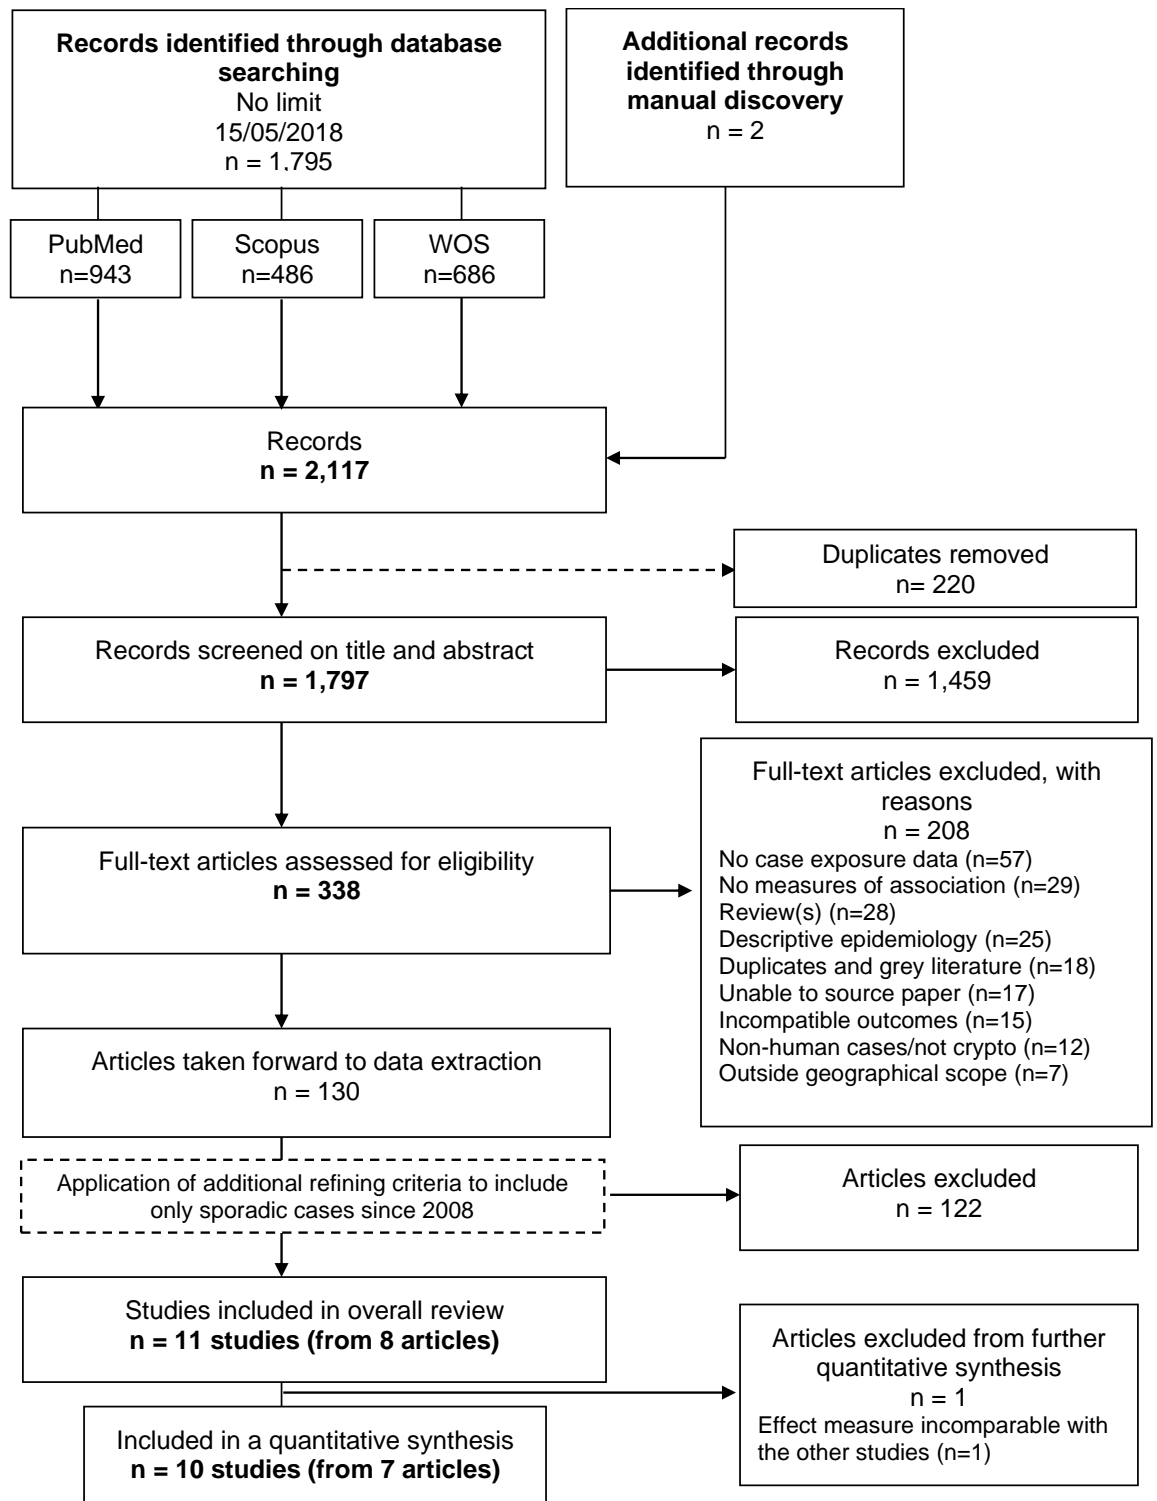 Records identified through database
searching
No limit
15/05/2018
n = 1,795
Additional records
identified through
manual discovery
n = 2
PubMed
n=943
Scopus
n=486
WOS
n=686
Records
n = 2,117
Duplicates removed
n= 220
Records screened on title and abstract
n = 1,797
Records excluded
n = 1,459
Full-text articles assessed for eligibility
n = 338
Full-text articles excluded, with
reasons
n = 208
No case exposure data (n=57)
No measures of association (n=29)
Review(s) (n=28)
Descriptive epidemiology (n=25)
Duplicates and grey literature (n=18)
Unable to source paper (n=17)
Incompatible outcomes (n=15)
Non-human cases/not crypto (n=12)
Outside geographical scope (n=7)
Articles taken forward to data extraction
n = 130
Application of additional refining criteria to include
only sporadic cases since 2008
Articles excluded
n = 122
Studies included in overall review
n = 11 studies (from 8 articles)
Articles excluded from further
quantitative synthesis
n = 1
Effect measure incomparable with
the other studies (n=1)
Included in a quantitative synthesis
n = 10 studies (from 7 articles)